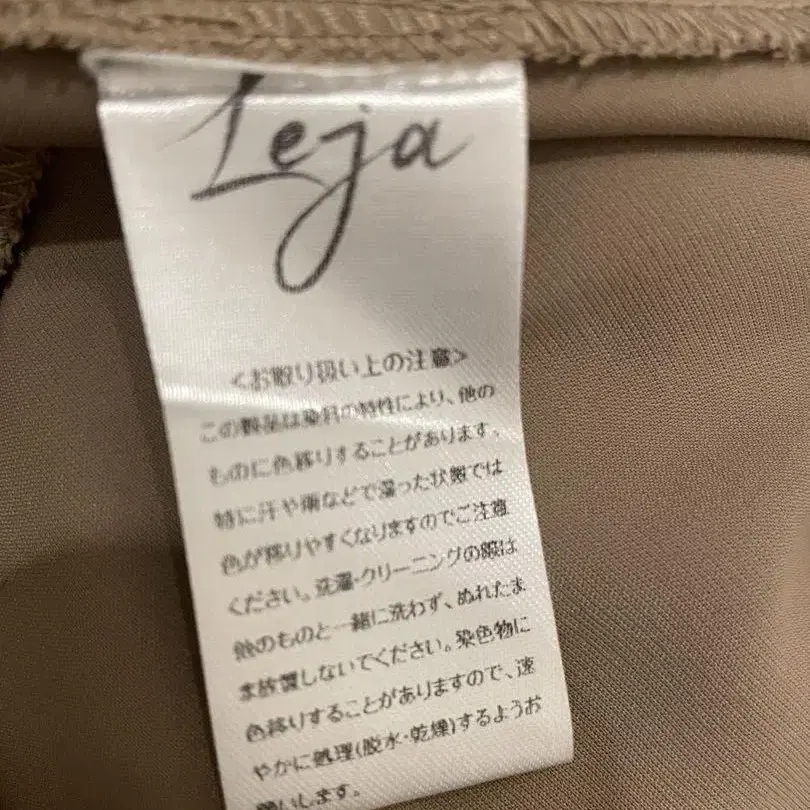 Leja
<お取り扱い上の注意>
この製品は染料の特性により、他の
ものに色移りすることがあります。
特に汗や雨などで湿った状態では
色が移りやすくなりますのでご注意
ください。洗濯・クリーニングの際は
他のものと一緒に洗わず、ぬれたま
ま放置しないでください。染色物に
色移りすることがありますので、速
やかに処理(脱水・乾燥)するようお
願いします。